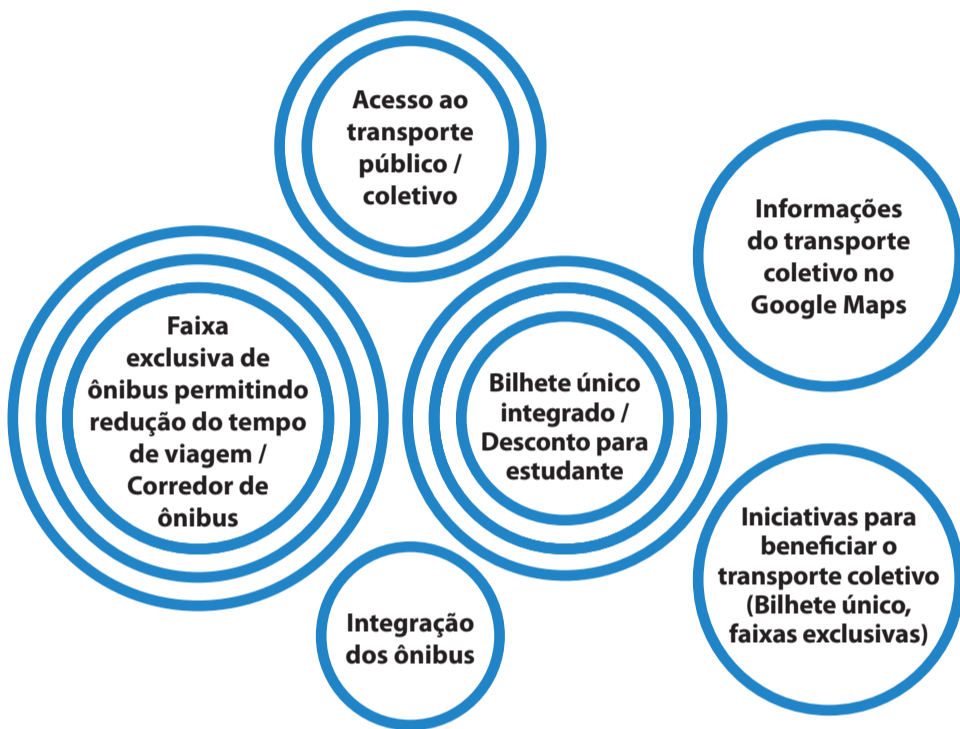 Acesso ao
transporte
público /
coletivo
Informações
do transporte
coletivo no
Google Maps
Faixa
exclusiva de
ônibus permitindo
redução do tempo
de viagem /
Corredor de
ônibus
Bilhete único
integrado /
Desconto para
estudante
Iniciativas para
beneficiar o
transporte coletivo
(Bilhete único,
faixas exclusivas)
Integração
dos ônibus